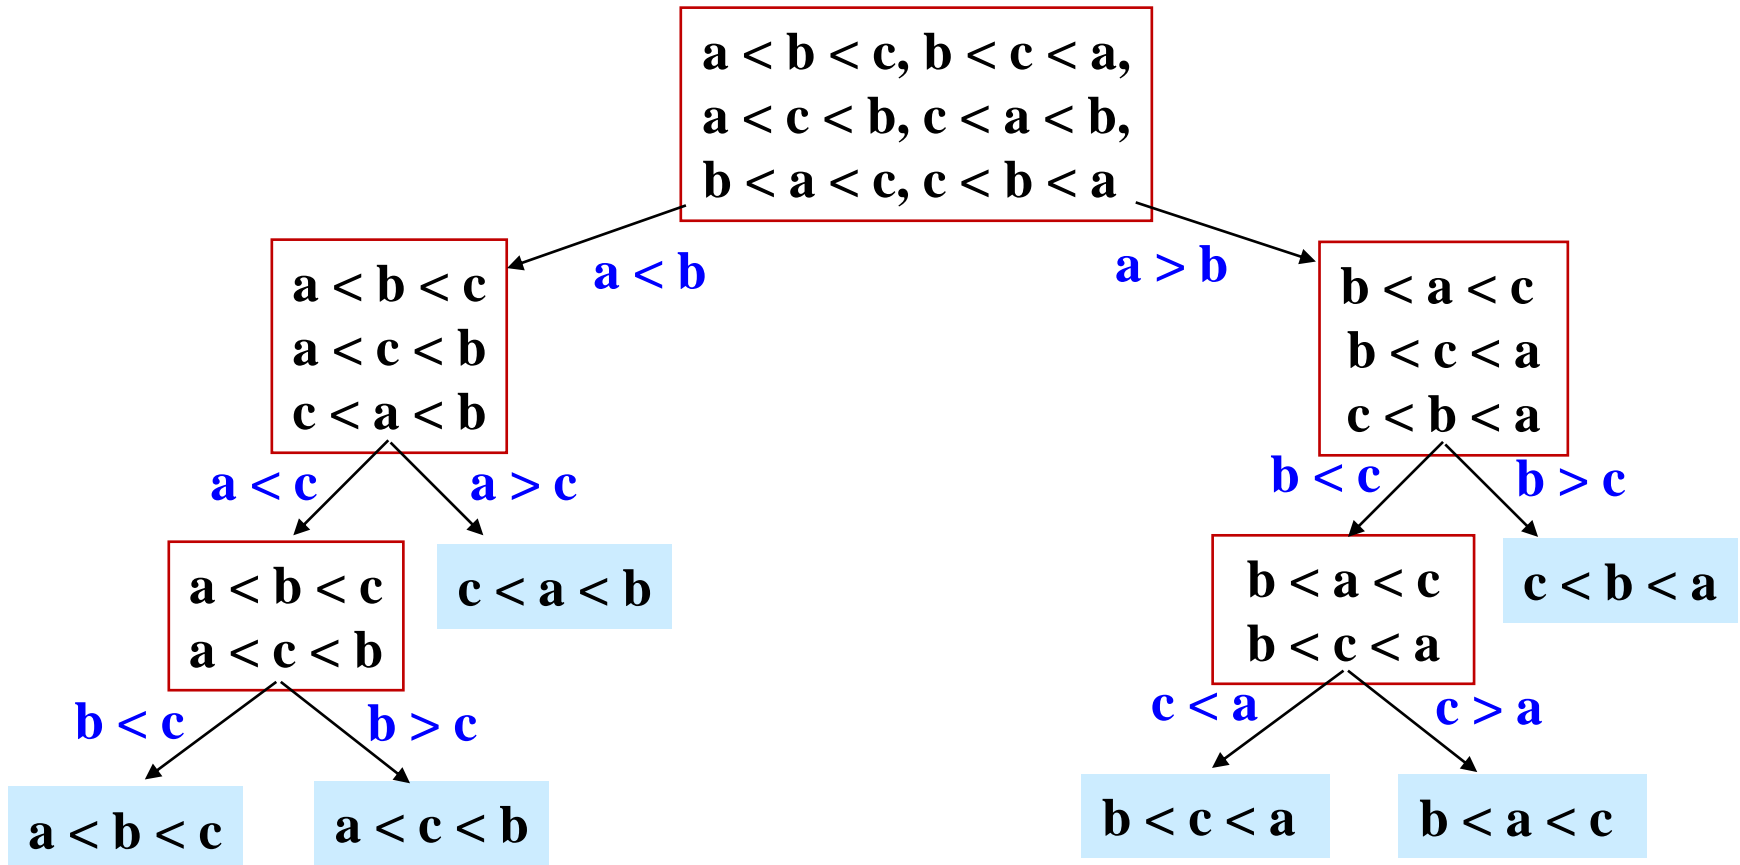 a < b < c, b < c < a,
a < c < b, c < a < b,
b < a < c, c < b < a
a < b
a > b
a < b < c
a < c < b
c < a < b
b < a < c
b < c < a
c < b < a
a < c
a > c
b < c
b > c
a < b < c
a < c < b
c < a < b
b < a < c
b < c < a
c < b < a
b < c
b > c
c < a
c > a
a < b < c
a < c < b
b < c < a
b < a < c